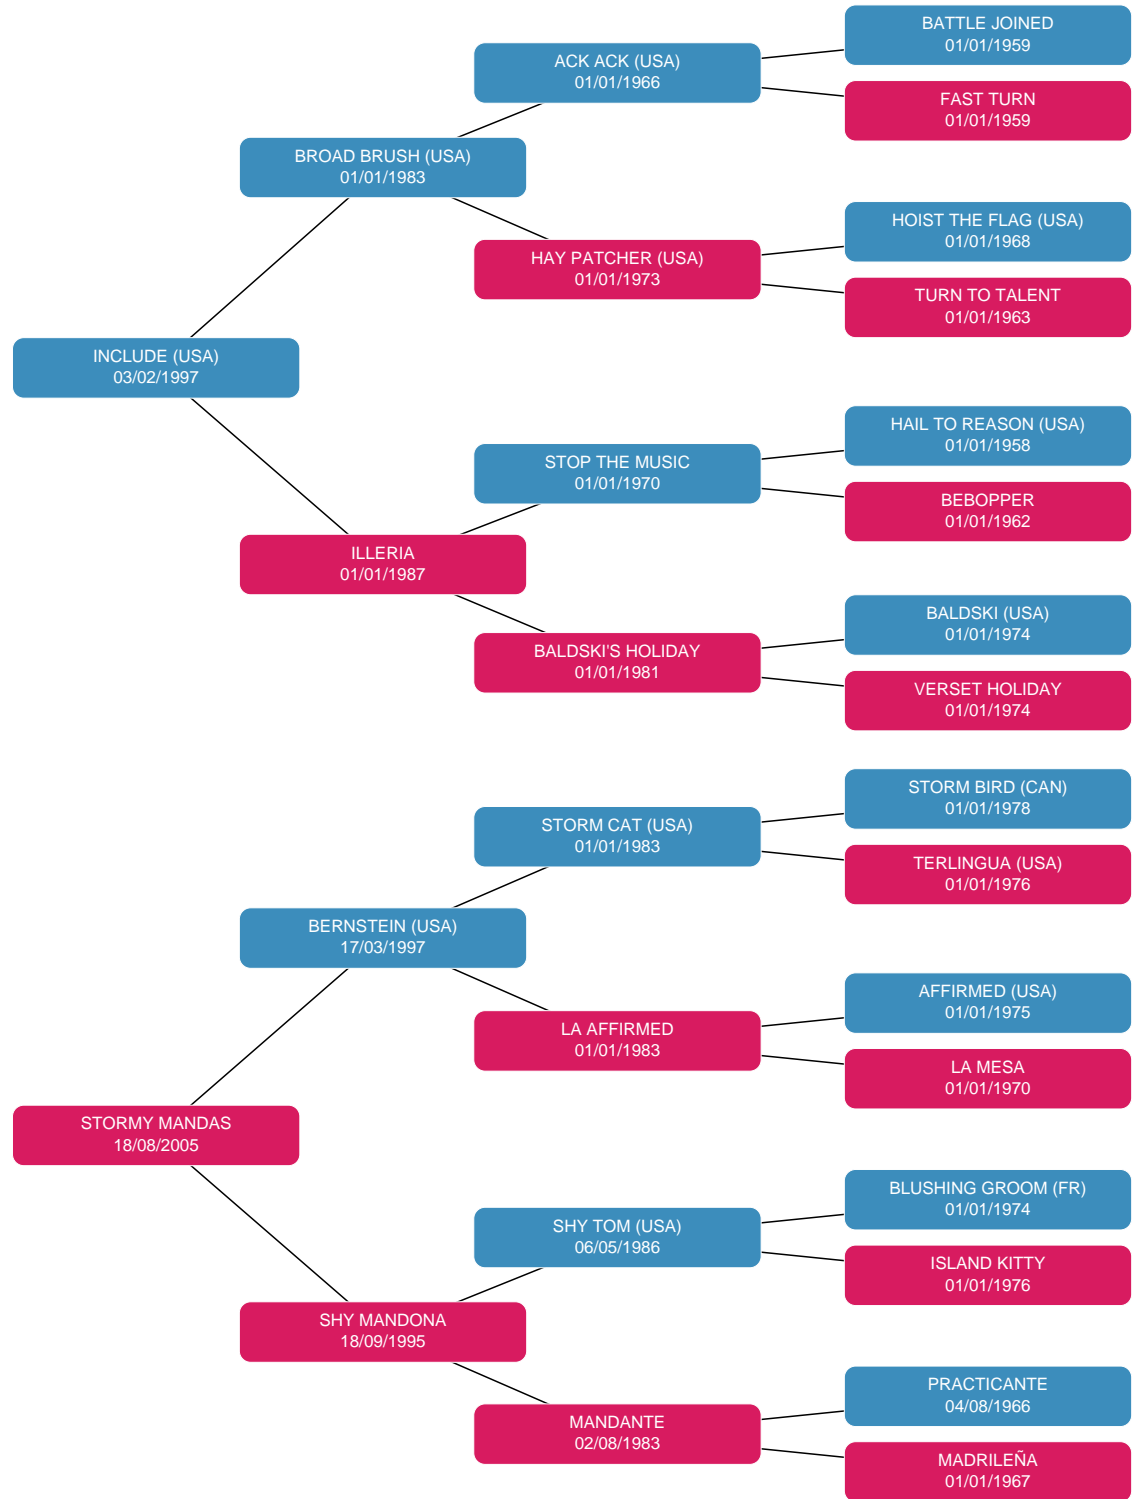 BATTLE JOINED
01/01/1959
ACK ACK (USA)
01/01/1966
FAST TURN
01/01/1959
BROAD BRUSH (USA)
01/01/1983
HOIST THE FLAG (USA)
01/01/1968
HAY PATCHER (USA)
01/01/1973
TURN TO TALENT
01/01/1963
INCLUDE (USA)
03/02/1997
HAIL TO REASON (USA)
01/01/1958
STOP THE MUSIC
01/01/1970
BEBOPPER
01/01/1962
ILLERIA
01/01/1987
BALDSKI (USA)
01/01/1974
BALDSKI'S HOLIDAY
01/01/1981
VERSET HOLIDAY
01/01/1974
STORM BIRD (CAN)
01/01/1978
STORM CAT (USA)
01/01/1983
TERLINGUA (USA)
01/01/1976
BERNSTEIN (USA)
17/03/1997
AFFIRMED (USA)
01/01/1975
LA AFFIRMED
01/01/1983
LA MESA
01/01/1970
STORMY MANDAS
18/08/2005
BLUSHING GROOM (FR)
01/01/1974
SHY TOM (USA)
06/05/1986
ISLAND KITTY
01/01/1976
SHY MANDONA
18/09/1995
PRACTICANTE
04/08/1966
MANDANTE
02/08/1983
MADRILEÑA
01/01/1967